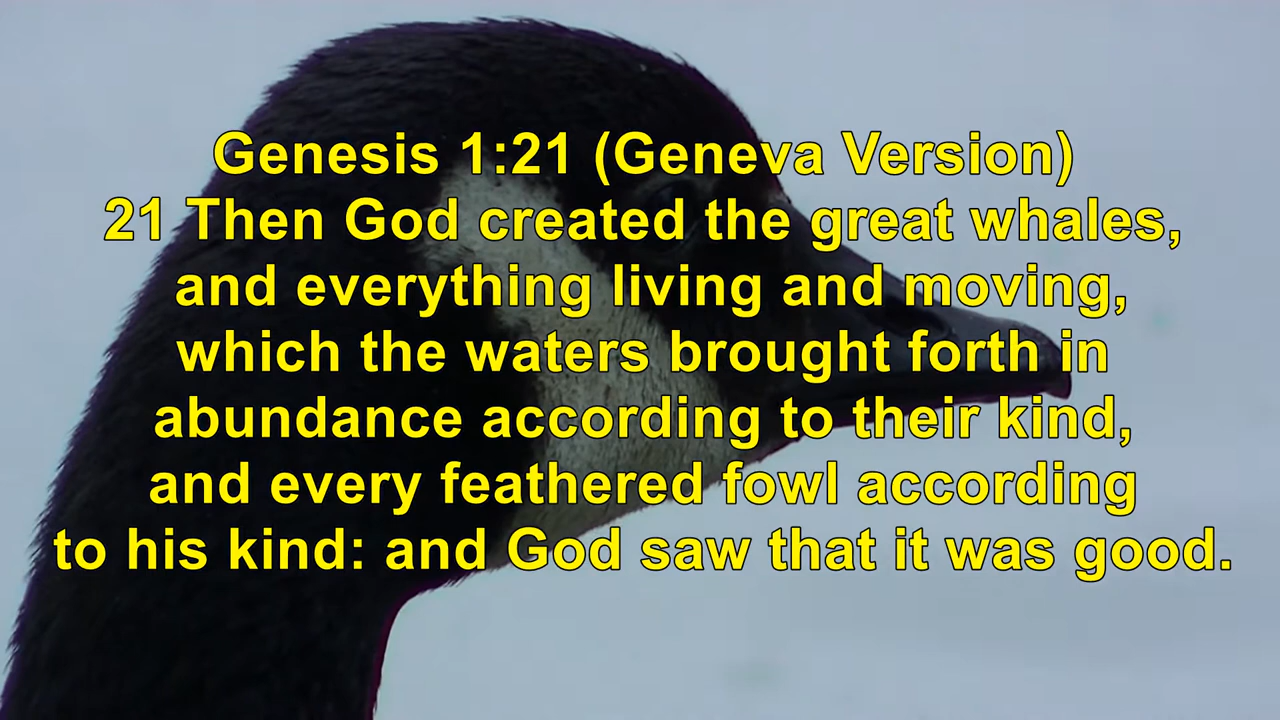 Genesis 1:21 (Geneva Version)
21 Then God created the great whales,
and everything living and moving,
which the waters brought forth in
abundance according to their kind,
and every feathered fowl according
to his kind: and God saw that it was good.